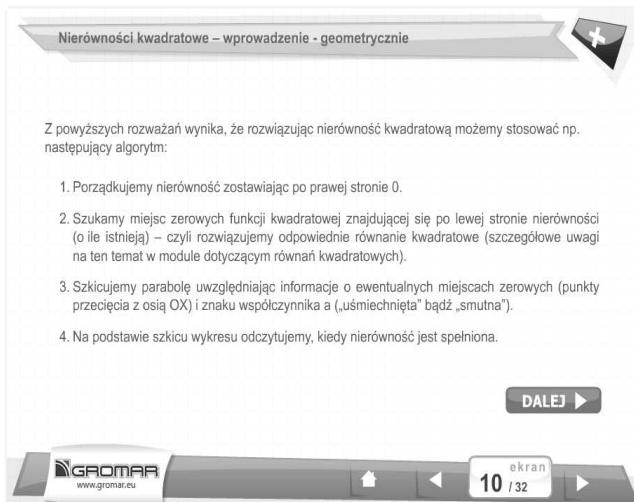 Nierówności kwadratowe – wprowadzenie - geometrycznie
Z powyższych rozważań wynika, że rozwiązując nierówność kwadratową możemy stosować np.
następujący algorytm:
1. Porządkujemy nierówność zostawiając po prawej stronie 0.
2. Szukamy miejsc zerowych funkcji kwadratowej znajdującej się po lewej stronie nierówności
(o ile istnieją) – czyli rozwiązujemy odpowiednie równanie kwadratowe (szczegółowe uwagi
na ten temat w module dotyczącym równań kwadratowych).
3. Szkicujemy parabolę uwzględniając informacje o ewentualnych miejscach zerowych (punkty
przecięcia z osią OX) i znaku współczynnika a („uśmiechnięta” bądź „smutna”).
4. Na podstawie szkicu wykresu odczytujemy, kiedy nierówność jest spełniona.
DALEJ
GROMAR
www.gromar.eu
ekran
10 / 32